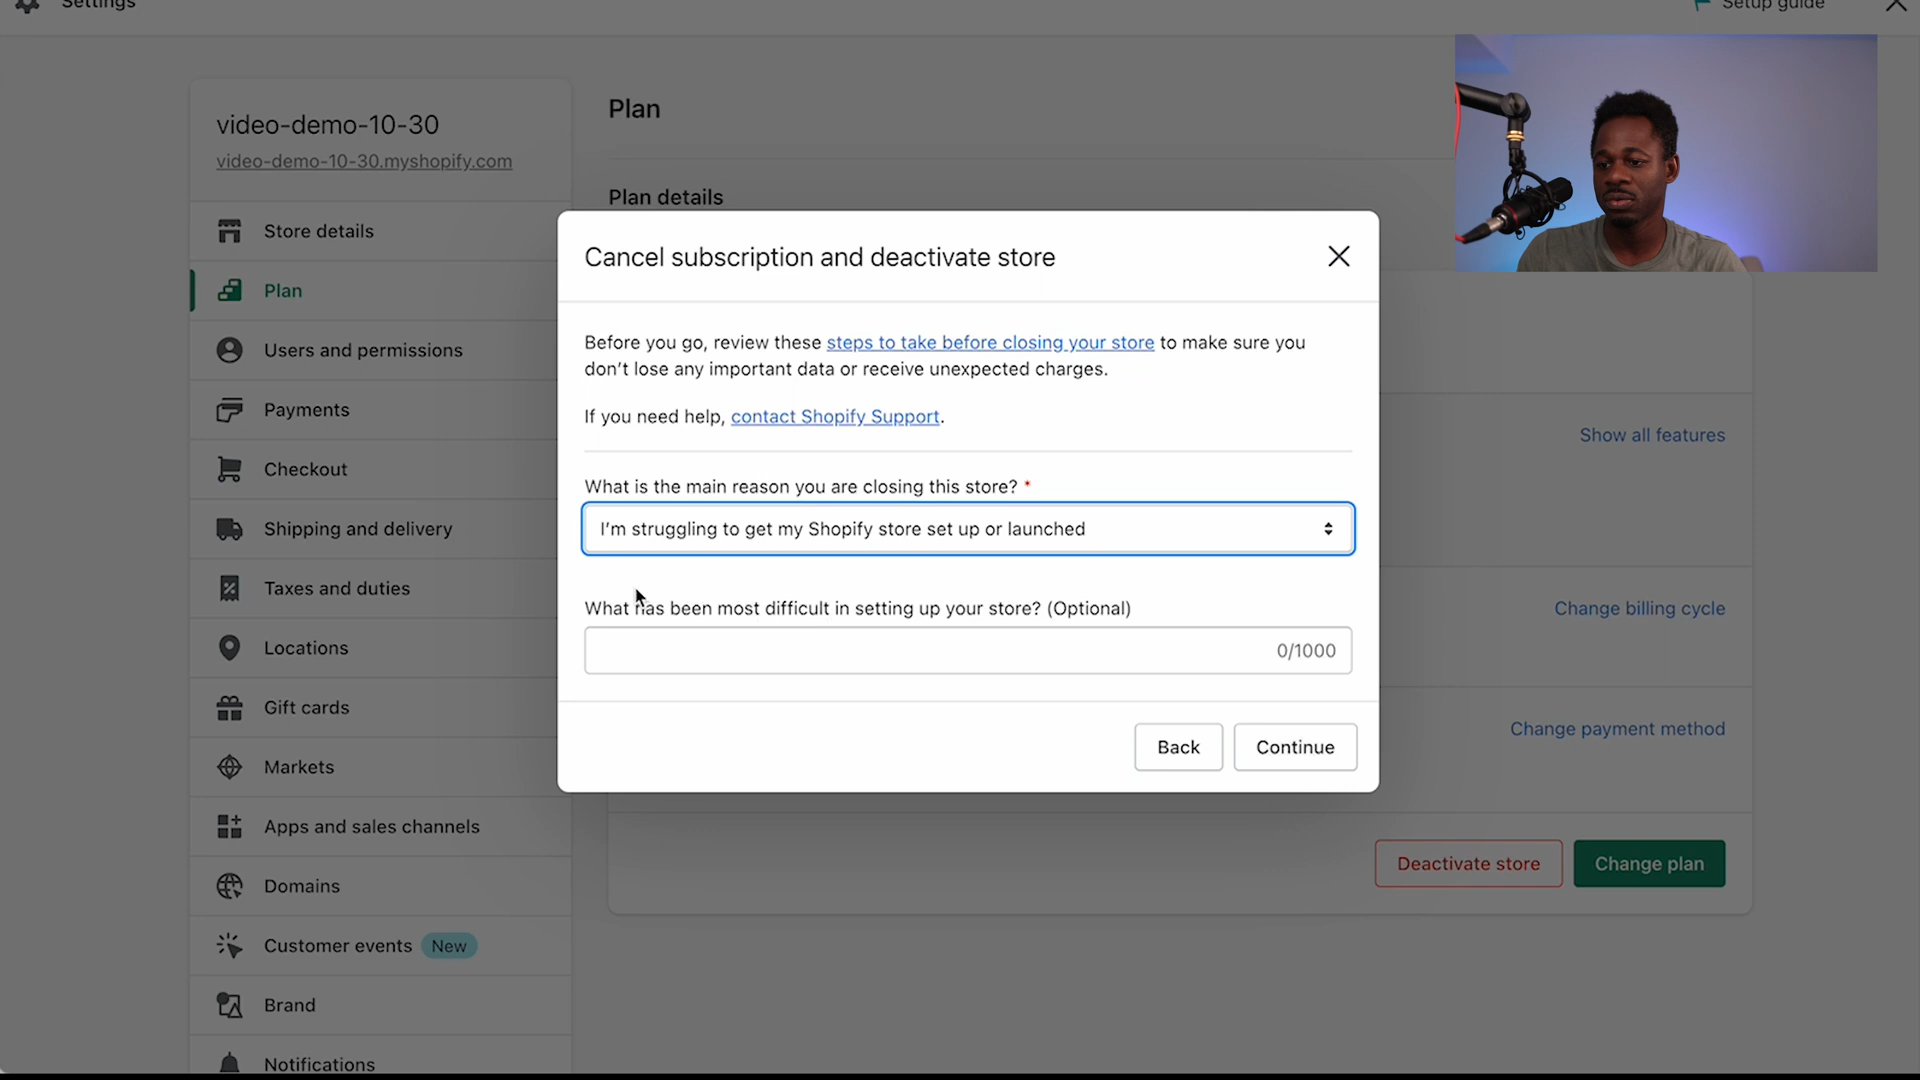 Settings
Setup guide
video-demo-10-30
video-demo-10-30.myshopify.com
Store details
Plan
Users and permissions
Payments
Checkout
Shipping and delivery
Taxes and duties
Locations
Gift cards
Markets
Apps and sales channels
Domains
Customer events New
Brand
Notifications
Plan
Plan details
Show all features
Change billing cycle
Change payment method
Deactivate store
Change plan
Cancel subscription and deactivate store
Before you go, review these steps to take before closing your store to make sure you
don't lose any important data or receive unexpected charges.
If you need help, contact Shopify Support.
What is the main reason you are closing this store? *
I'm struggling to get my Shopify store set up or launched
What has been most difficult in setting up your store? (Optional)
0/1000
Back
Continue